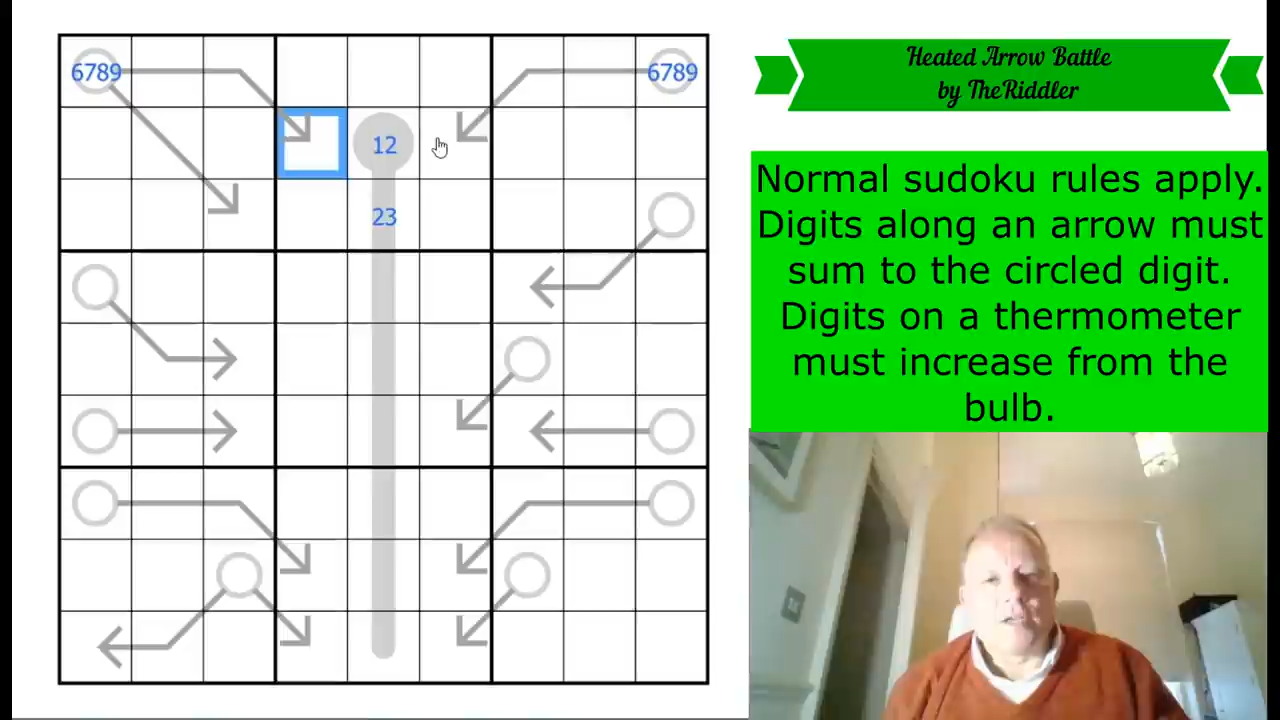 Heated Arrow Battle
by TheRiddler
6789
6789
12
23
Normal sudoku rules apply.
Digits along an arrow must
sum to the circled digit.
Digits on a thermometer
must increase from the
bulb.